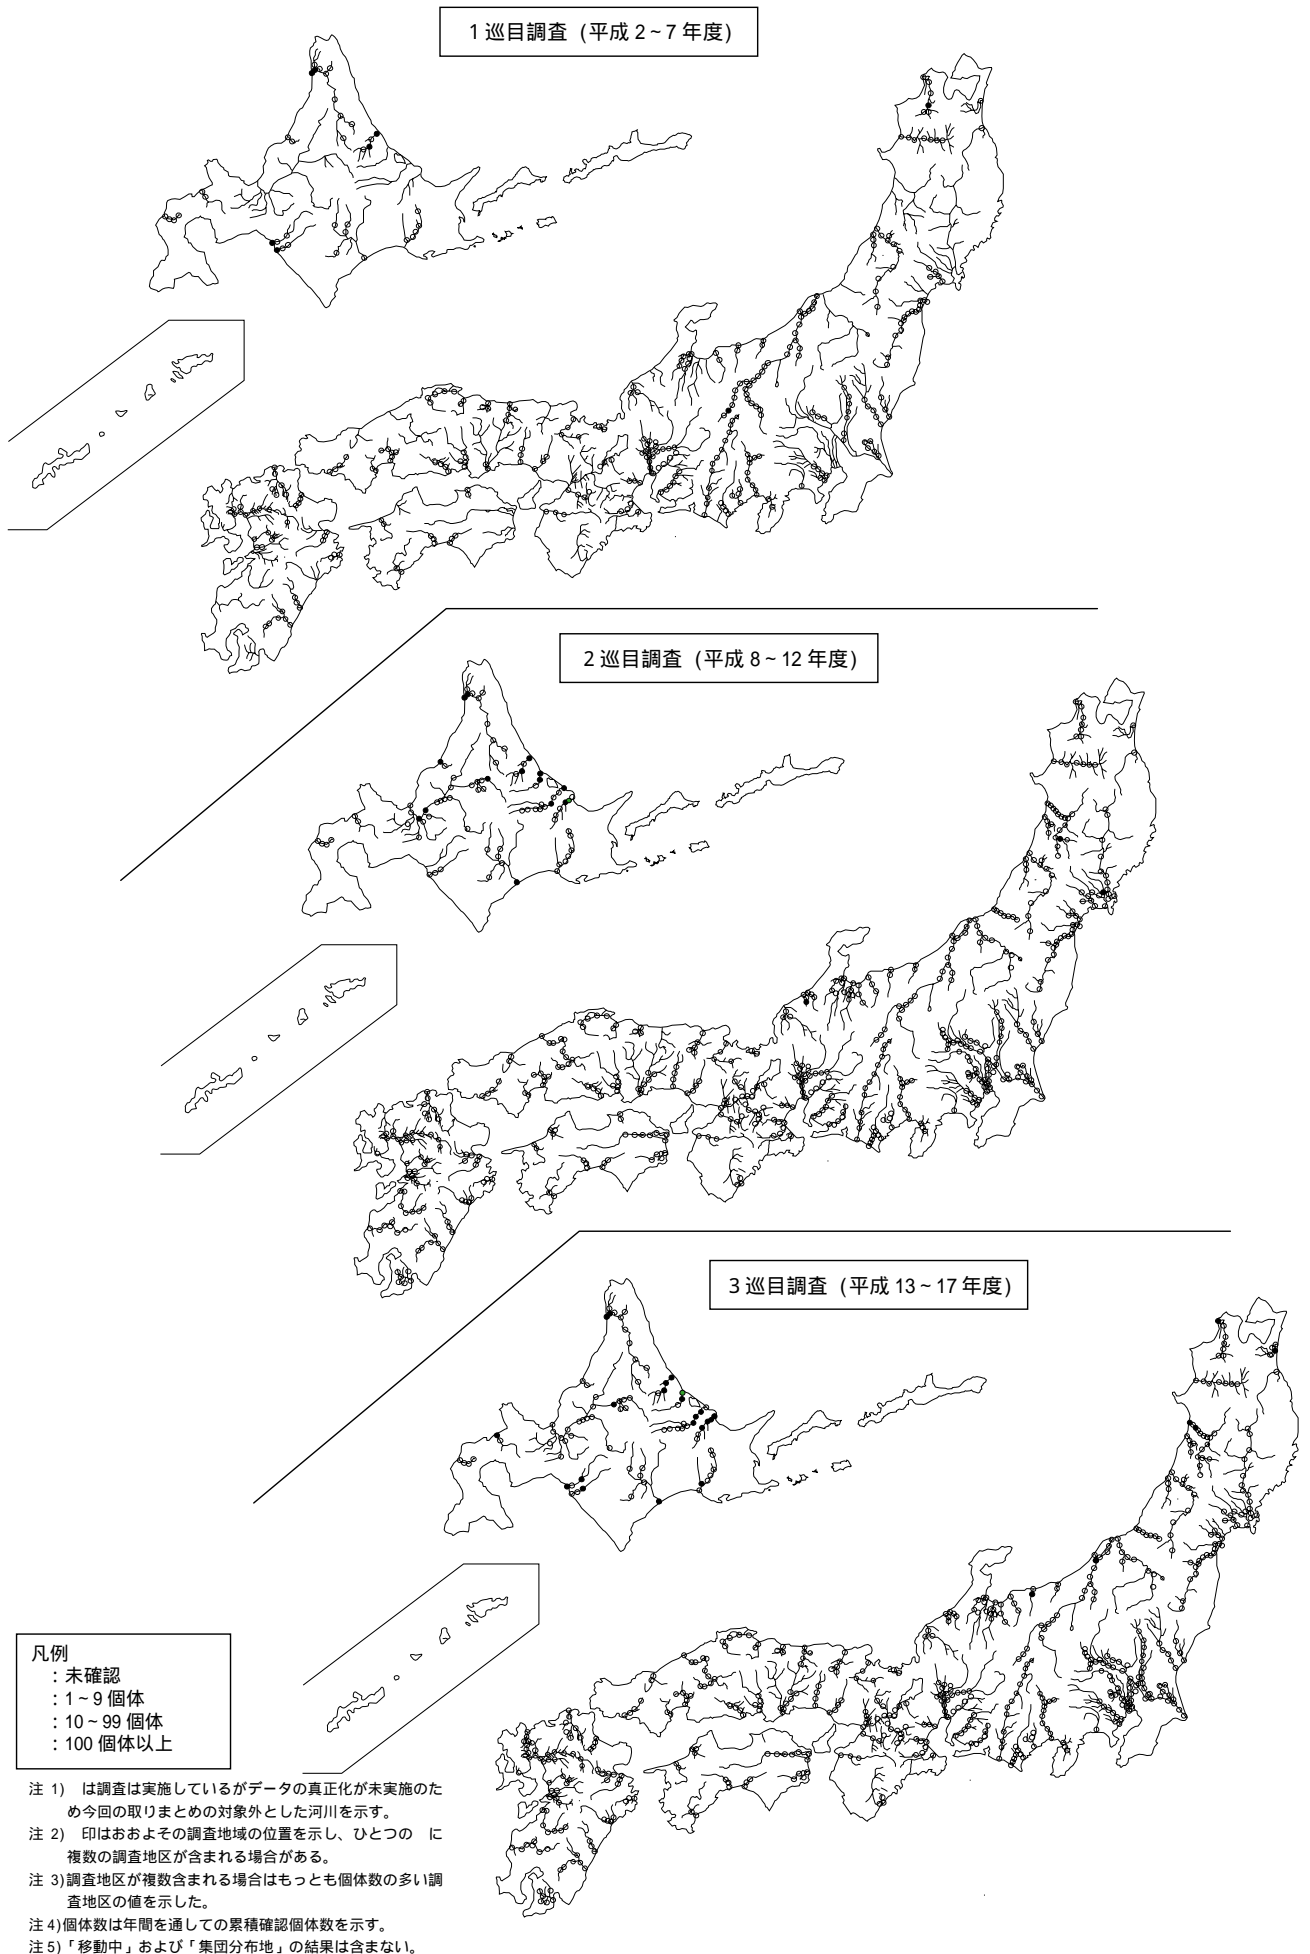 1巡目調査 (平成2~7年度)
2巡目調査 (平成8~12年度)
3巡目調査 (平成13~17年度)
凡例
:未確認
:1~9個体
:10~99個体
:100個体以上
注 1) は調査は実施しているがデータの真正化が未実施のた
め今回の取りまとめの対象外とした河川を示す。
注 2) 印はおおよその調査地域の位置を示し、ひとつの に
複数の調査地区が含まれる場合がある。
注 3)調査地区が複数含まれる場合はもっとも個体数の多い調
査地区の値を示した。
注 4)個体数は年間を通しての累積確認個体数を示す。
注 5)「移動中」および「集団分布地」の結果は含まない。